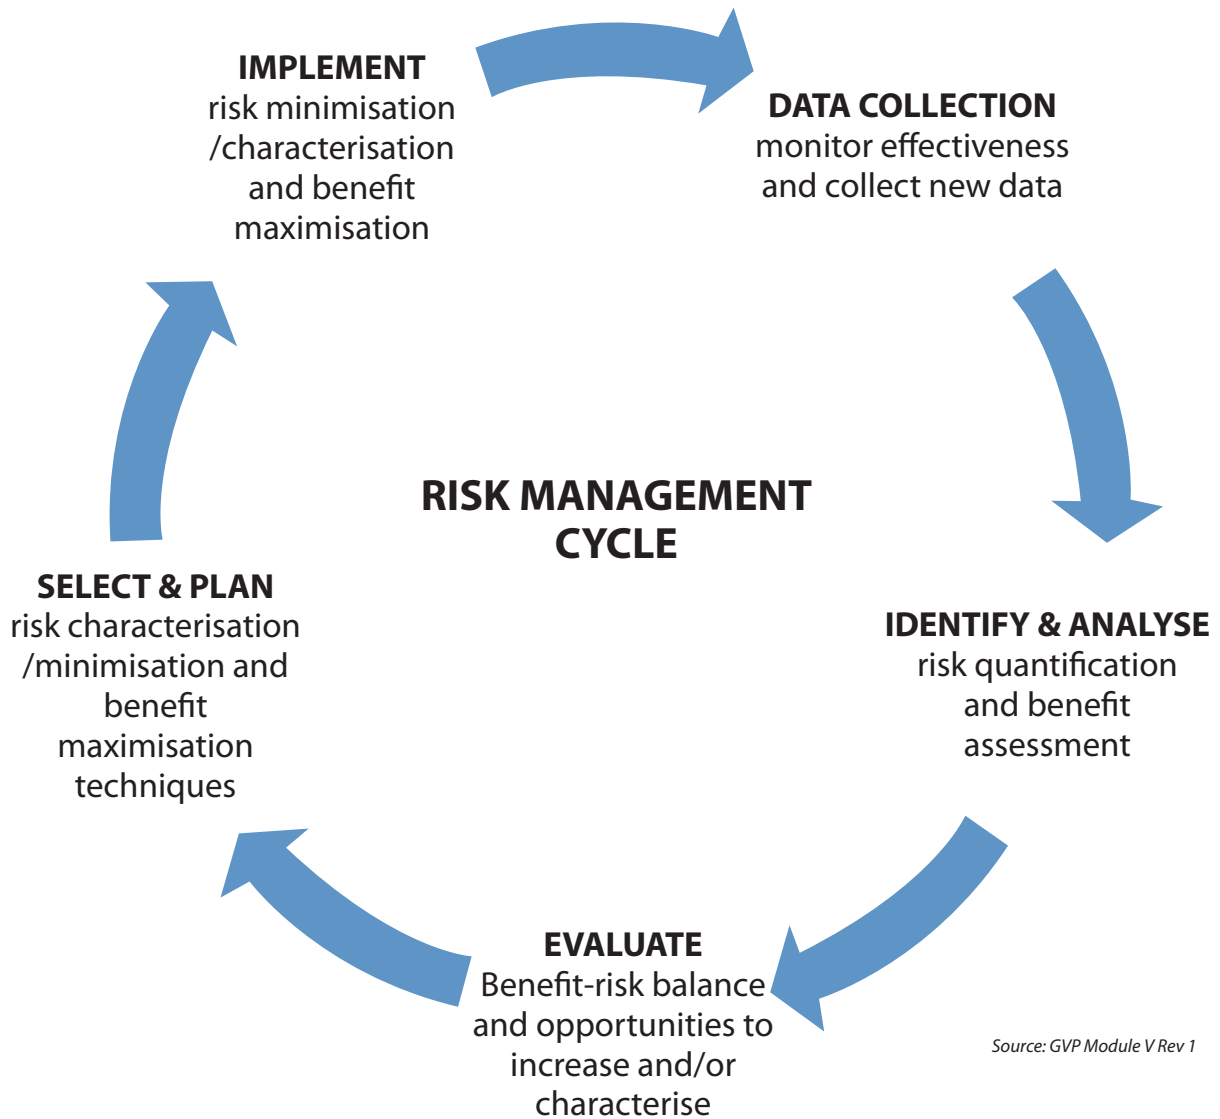 IMPLEMENT
risk minimisation
/characterisation
and benefit
maximisation
DATA COLLECTION
monitor effectiveness
and collect new data
RISK MANAGEMENT
CYCLE
SELECT & PLAN
risk characterisation
/minimisation and
benefit
maximisation
techniques
IDENTIFY & ANALYSE
risk quantification
and benefit
assessment
EVALUATE
Benefit-risk balance
and opportunities to
increase and/or
characterise
Source: GVP Module V Rev 1